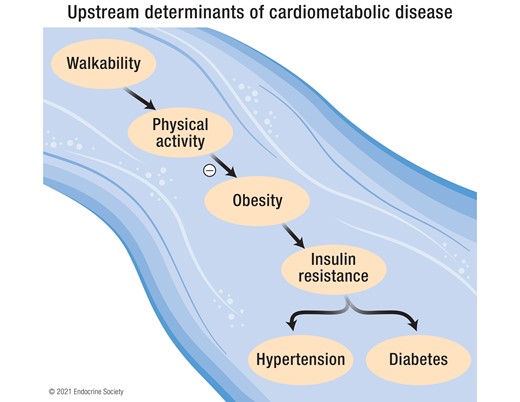 Upstream determinants of cardiometabolic disease
Walkability
Physical
activity
⊖
Obesity
Insulin
resistance
Hypertension
Diabetes
© 2021 Endocrine Society